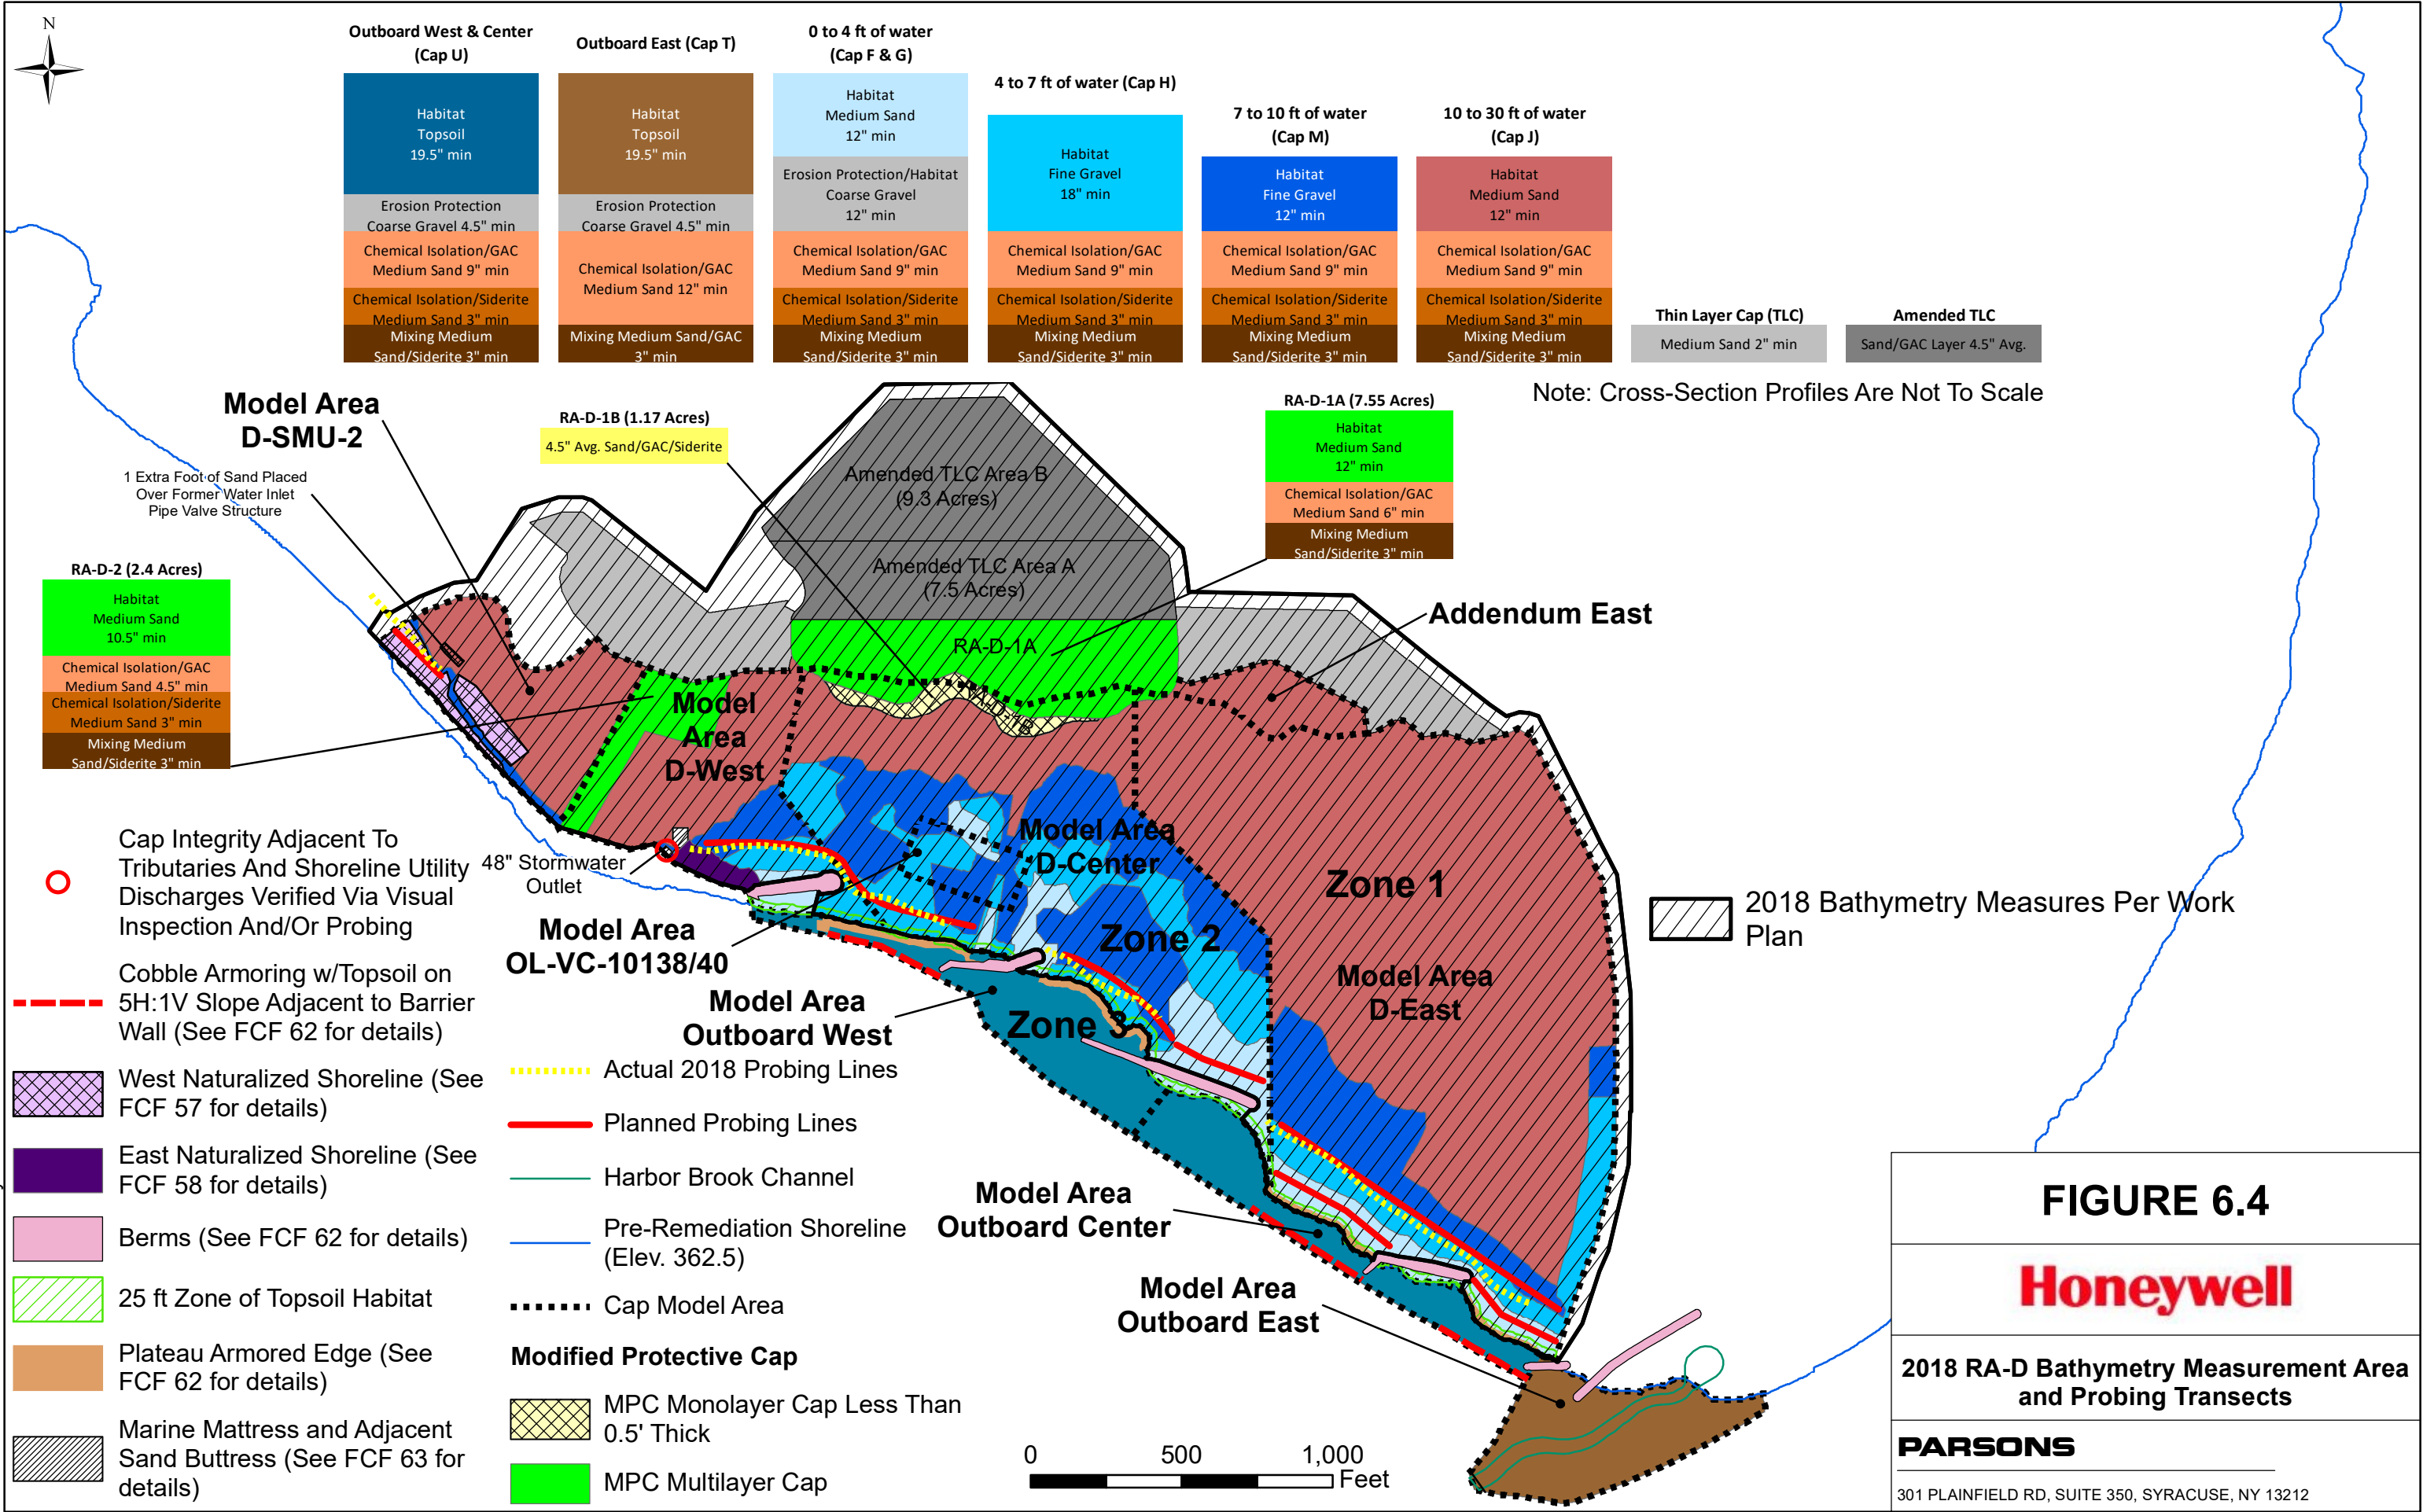 N
Outboard West & Center
(Cap U)
Habitat
Topsoil
19.5" min
Erosion Protection
Coarse Gravel 4.5" min
Chemical Isolation/GAC
Medium Sand 9" min
Chemical Isolation/Siderite
Medium Sand 3" min
Mixing Medium
Sand/Siderite 3" min
Outboard East (Cap T)
Habitat
Topsoil
19.5" min
Erosion Protection
Coarse Gravel 4.5" min
Chemical Isolation/GAC
Medium Sand 12" min
Mixing Medium Sand/GAC
3" min
0 to 4 ft of water
(Cap F & G)
Habitat
Medium Sand
12" min
Erosion Protection/Habitat
Coarse Gravel
12" min
Chemical Isolation/GAC
Medium Sand 9" min
Chemical Isolation/Siderite
Medium Sand 3" min
Mixing Medium
Sand/Siderite 3" min
4 to 7 ft of water (Cap H)
Habitat
Fine Gravel
18" min
Chemical Isolation/GAC
Medium Sand 9" min
Chemical Isolation/Siderite
Medium Sand 3" min
Mixing Medium
Sand/Siderite 3" min
7 to 10 ft of water
(Cap M)
Habitat
Fine Gravel
12" min
Chemical Isolation/GAC
Medium Sand 9" min
Chemical Isolation/Siderite
Medium Sand 3" min
Mixing Medium
Sand/Siderite 3" min
10 to 30 ft of water
(Cap J)
Habitat
Medium Sand
12" min
Chemical Isolation/GAC
Medium Sand 9" min
Chemical Isolation/Siderite
Medium Sand 3" min
Mixing Medium
Sand/Siderite 3" min
Thin Layer Cap (TLC)
Medium Sand 2" min
Amended TLC
Sand/GAC Layer 4.5" Avg.
Note: Cross-Section Profiles Are Not To Scale
Model Area
D-SMU-2
1 Extra Foot of Sand Placed
Over Former Water Inlet
Pipe Valve Structure
RA-D-1B (1.17 Acres)
4.5" Avg. Sand/GAC/Siderite
RA-D-1A (7.55 Acres)
Habitat
Medium Sand
12" min
Chemical Isolation/GAC
Medium Sand 6" min
Mixing Medium
Sand/Siderite 3" min
RA-D-2 (2.4 Acres)
Habitat
Medium Sand
10.5" min
Chemical Isolation/GAC
Medium Sand 4.5" min
Chemical Isolation/Siderite
Medium Sand 3" min
Mixing Medium
Sand/Siderite 3" min
Amended TLC Area B
(9.3 Acres)
Amended TLC Area A
(7.5 Acres)
RA-D-1A
Addendum East
Model
Area
D-West
Model Area
D-Center
Zone 1
Zone 2
Model Area
D-East
Zone 3
48" Stormwater
Outlet
Model Area
OL-VC-10138/40
Model Area
Outboard West
Model Area
Outboard Center
Model Area
Outboard East
2018 Bathymetry Measures Per Work
Plan
Cap Integrity Adjacent To
Tributaries And Shoreline Utility
Discharges Verified Via Visual
Inspection And/Or Probing
Cobble Armoring w/Topsoil on
5H:1V Slope Adjacent to Barrier
Wall (See FCF 62 for details)
West Naturalized Shoreline (See
FCF 57 for details)
East Naturalized Shoreline (See
FCF 58 for details)
Berms (See FCF 62 for details)
25 ft Zone of Topsoil Habitat
Plateau Armored Edge (See
FCF 62 for details)
Marine Mattress and Adjacent
Sand Buttress (See FCF 63 for
details)
Actual 2018 Probing Lines
Planned Probing Lines
Harbor Brook Channel
Pre-Remediation Shoreline
(Elev. 362.5)
Cap Model Area
Modified Protective Cap
MPC Monolayer Cap Less Than
0.5' Thick
MPC Multilayer Cap
0 500 1,000
Feet
FIGURE 6.4
Honeywell
2018 RA-D Bathymetry Measurement Area
and Probing Transects
PARSONS
301 PLAINFIELD RD, SUITE 350, SYRACUSE, NY 13212